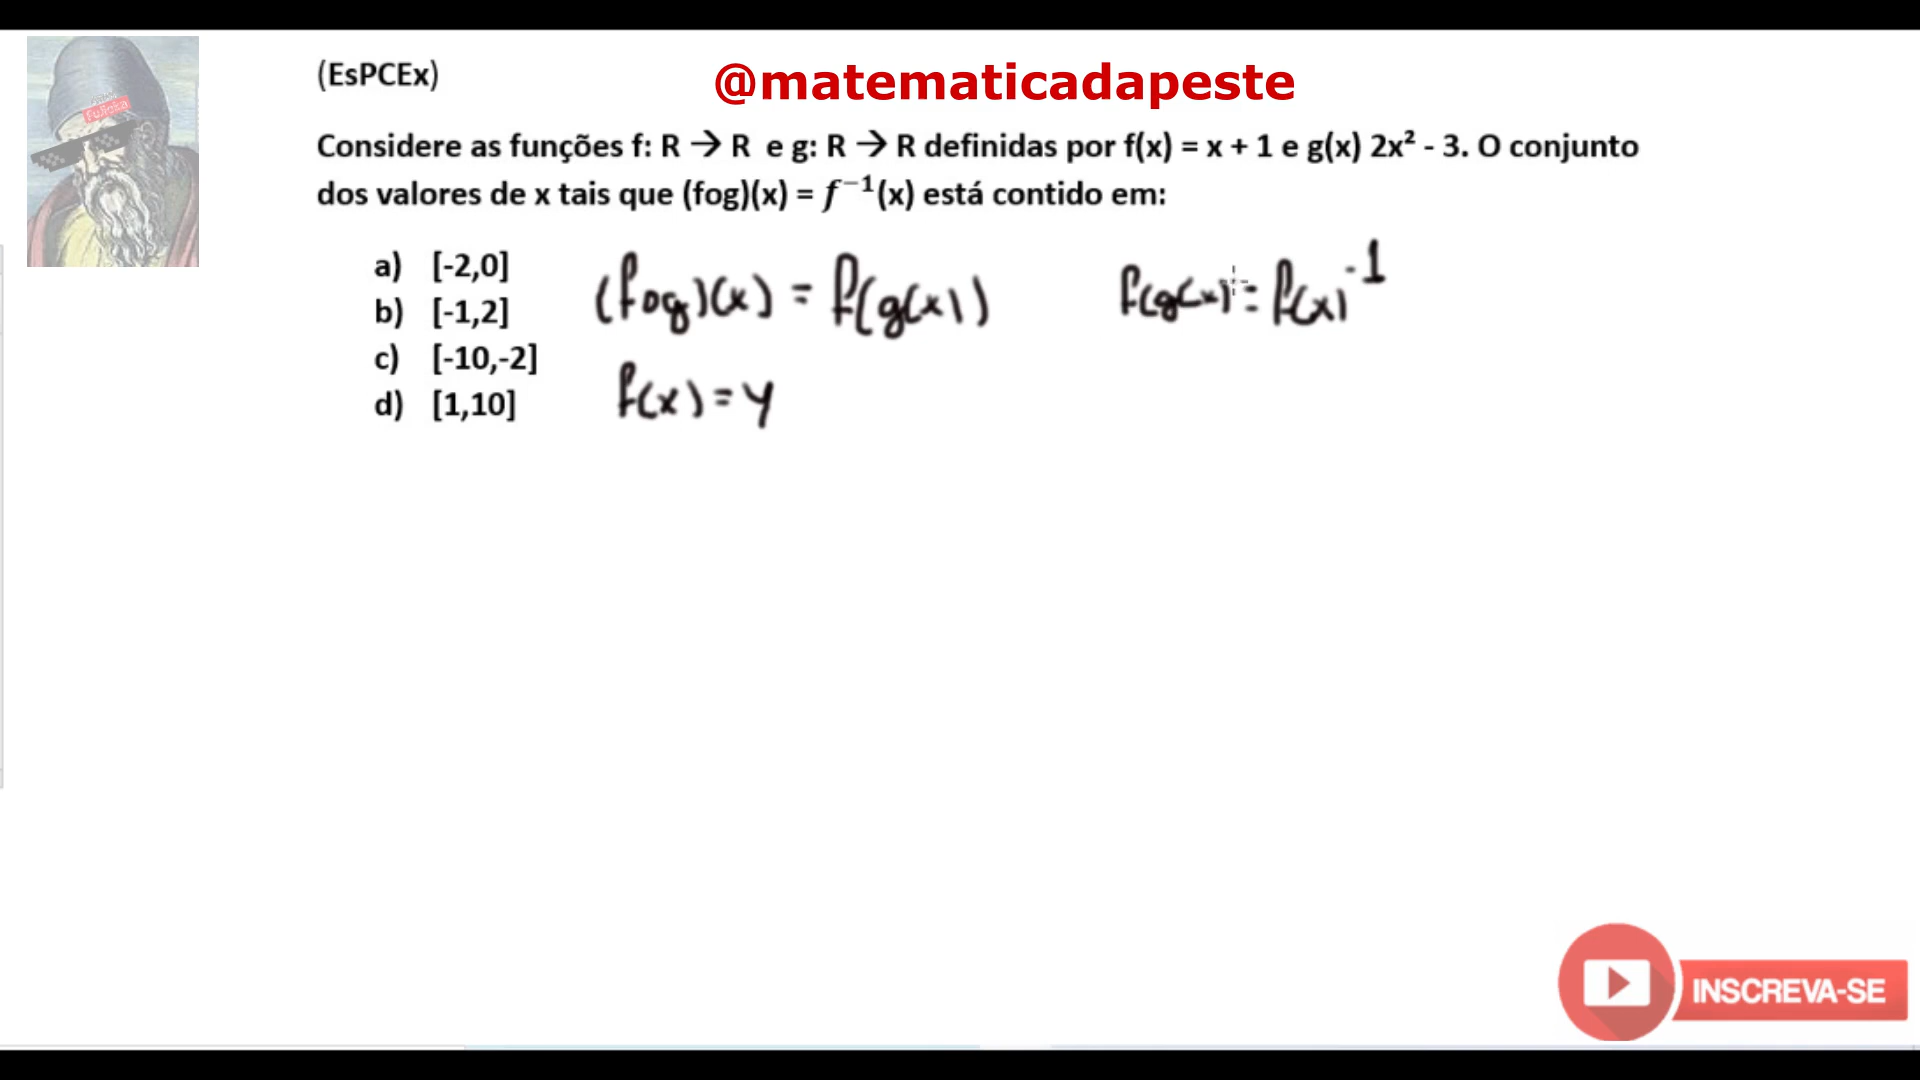 (EsPCEx)
@matematicadapeste
Considere as funções f: R → R e g: R → R definidas por f(x) = x + 1 e g(x) 2x² - 3. O conjunto
dos valores de x tais que (fog)(x) = f⁻¹(x) está contido em:
a) [-2,0]
b) [-1,2]
c) [-10,-2]
d) [1,10]
(fog)(x) = f(g(x))
f(x) = y
f(g(x) = f(x)⁻¹
INSCREVA-SE